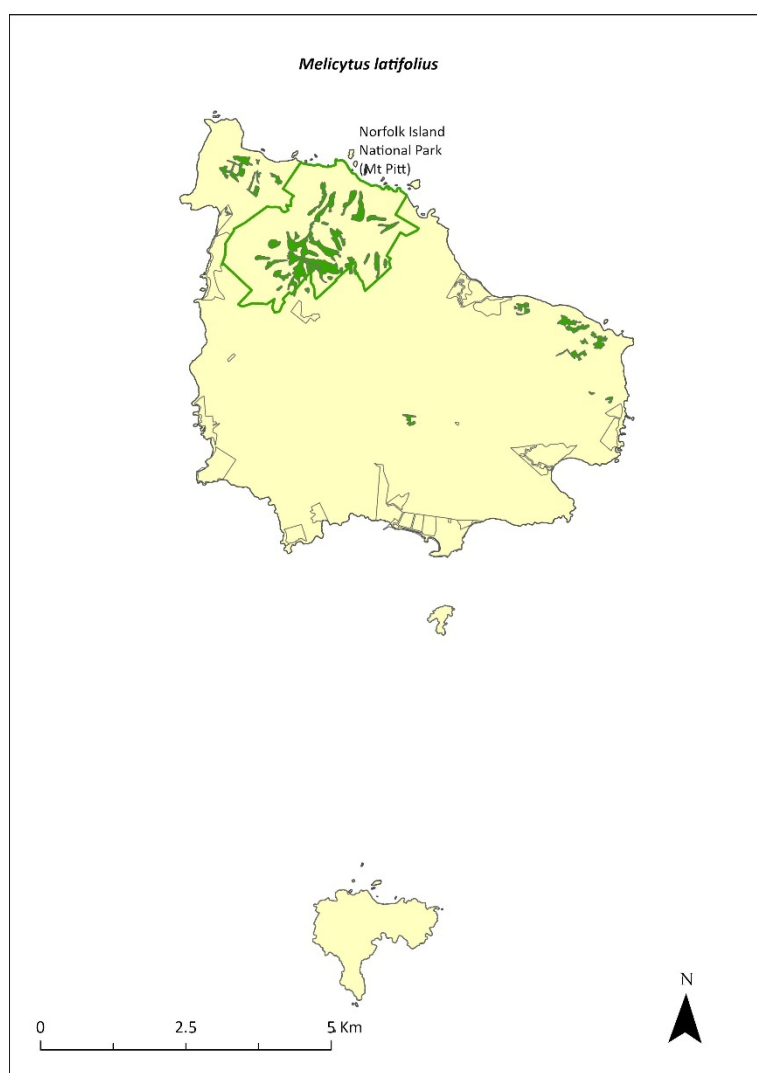 Melicytus latifolius
Norfolk Island
National Park
(Mt Pitt)
N
0 2.5 5 Km